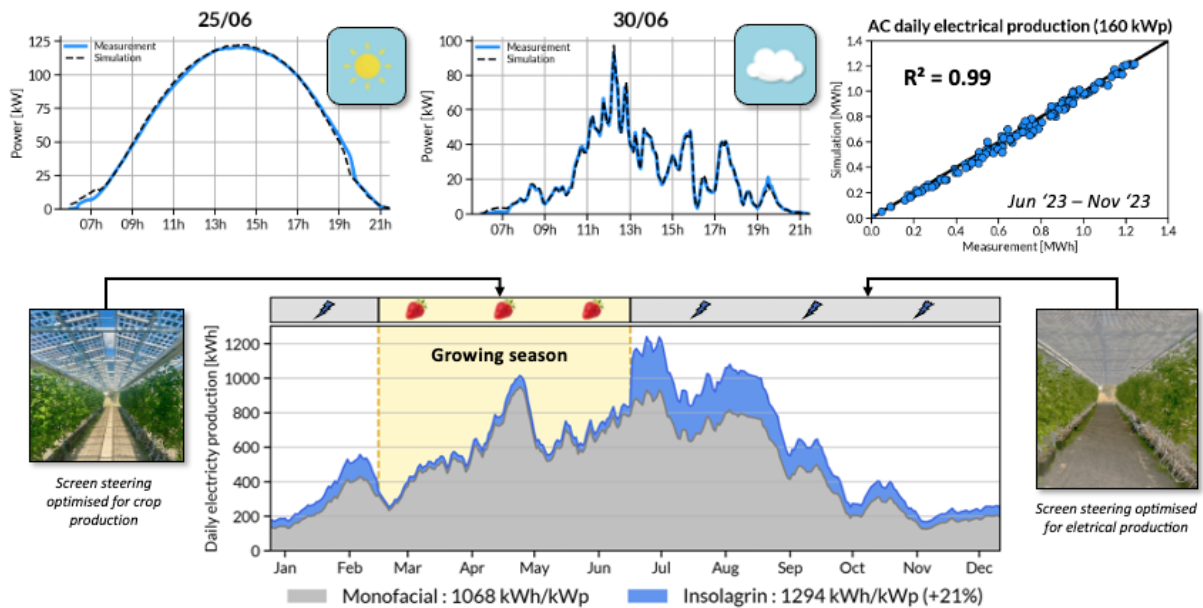 25/06
125
100
75
50
25
0
Power [kW]
Measurement
Simulation
07h 09h 11h 13h 15h 17h 19h 21h
30/06
100
80
60
40
20
0
Power [kW]
Measurement
Simulation
07h 09h 11h 13h 15h 17h 19h 21h
AC daily electrical production (160 kWp)
1.4
1.2
1.0
0.8
0.6
0.4
0.2
0.0
Simulation [MWh]
R² = 0.99
Jun ‘23 – Nov ‘23
0.0 0.2 0.4 0.6 0.8 1.0 1.2 1.4
Measurement [MWh]
Screen steering
optimised for crop
production
Growing season
1200
1000
800
600
400
200
0
Daily electricty production [kWh]
Jan Feb Mar Apr May Jun Jul Aug Sep Oct Nov Dec
Monofacial : 1068 kWh/kWp
Insolagrin : 1294 kWh/kWp (+21%)
Screen steering optimised
for eletrical production